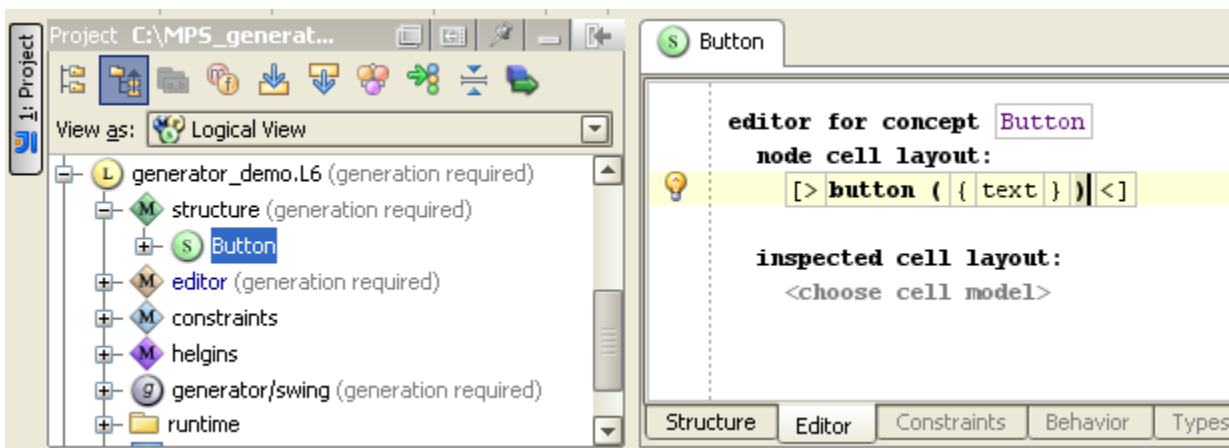 1: Project
Project C:\MPS_generat...
View as: Logical View
L generator_demo.L6 (generation required)
M structure (generation required)
S Button
M editor (generation required)
M constraints
M helgins
g generator/swing (generation required)
runtime
S Button
editor for concept Button
node cell layout:
[> button ( { text } ) <]
inspected cell layout:
<choose cell model>
Structure Editor Constraints Behavior Types